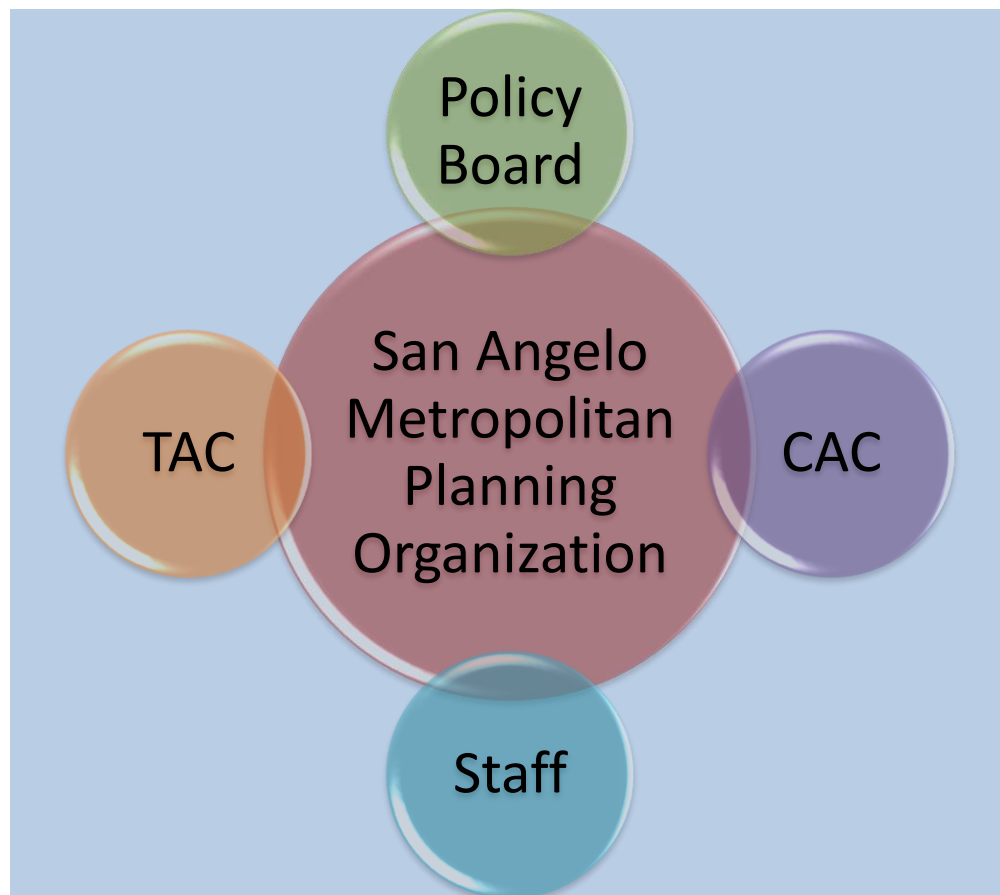 Policy
Board
San Angelo
Metropolitan
Planning
Organization
TAC
CAC
Staff